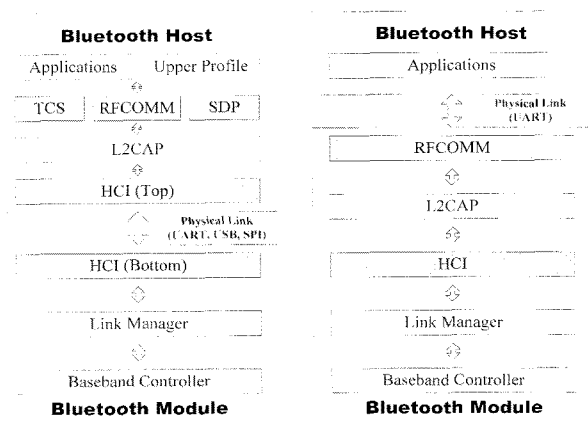 Bluetooth Host
Applications Upper Profile
TCS RFCOMM SDP
L2CAP
HCI (Top)
Physical Link
(UART, USB, SPI)
HCI (Bottom)
Link Manager
Baseband Controller
Bluetooth Module
Bluetooth Host
Applications
Physical Link
(UART)
RFCOMM
L2CAP
HCI
Link Manager
Baseband Controller
Bluetooth Module